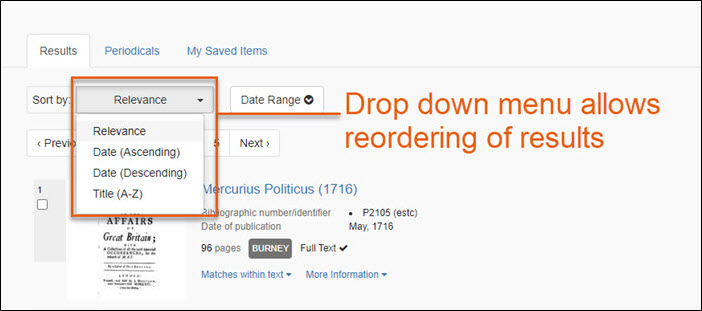 Results Periodicals My Saved Items
Sort by: Relevance Date Range
Drop down menu allows
reordering of results
Relevance
Date (Ascending)
Date (Descending)
Title (A-Z)
‹ Previo 5 Next ›
1
Mercurius Politicus (1716)
Bibliographic number/identifier • P2105 (estc)
Date of publication May, 1716
96 pages BURNEY Full Text ✔
Matches within text More Information
AFFAIRS
OF
Great Britain;